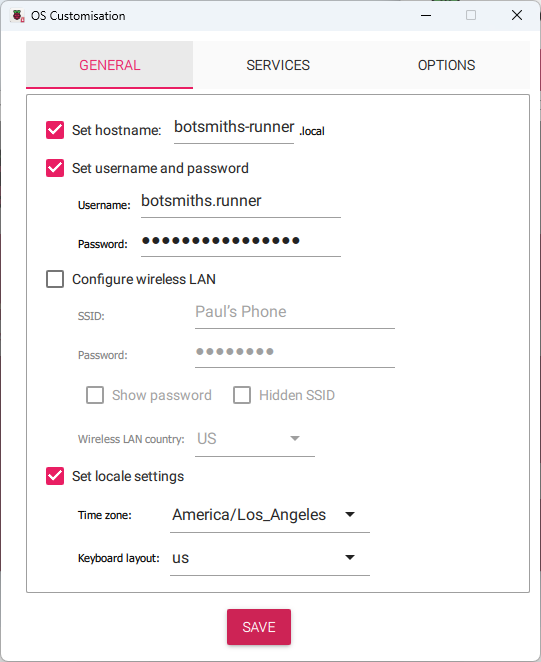 OS Customisation
GENERAL SERVICES OPTIONS
Set hostname: botsmiths-runner .local
Set username and password
Username: botsmiths.runner
Password: ●●●●●●●●●●●●●●●●
Configure wireless LAN
SSID: Paul’s Phone
Password: ●●●●●●●●
Show password Hidden SSID
Wireless LAN country: US
Set locale settings
Time zone: America/Los_Angeles
Keyboard layout: us
SAVE